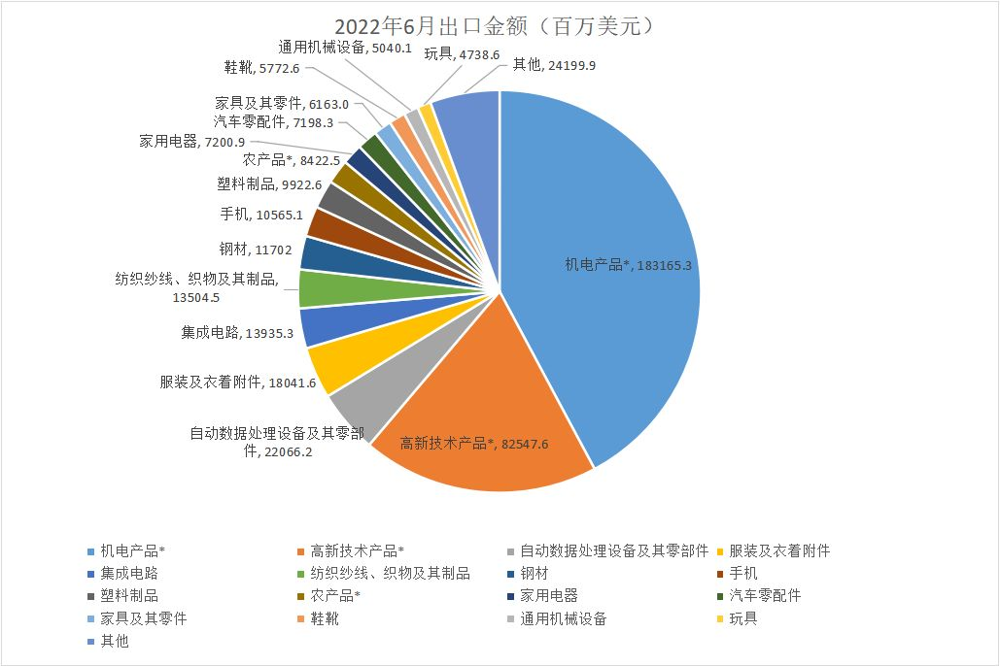 2022年6月出口金额（百万美元）
通用机械设备, 5040.1
玩具, 4738.6
其他, 24199.9
鞋靴, 5772.6
家具及其零件, 6163.0
汽车零配件, 7198.3
家用电器, 7200.9
农产品*, 8422.5
塑料制品, 9922.6
手机, 10565.1
钢材, 11702
机电产品*, 183165.3
纺织纱线、织物及其制品,
13504.5
集成电路, 13935.3
服装及衣着附件, 18041.6
自动数据处理设备及其零部
件, 22066.2
高新技术产品*, 82547.6
机电产品*
高新技术产品*
自动数据处理设备及其零部件
服装及衣着附件
集成电路
纺织纱线、织物及其制品
钢材
手机
塑料制品
农产品*
家用电器
汽车零配件
家具及其零件
鞋靴
通用机械设备
玩具
其他